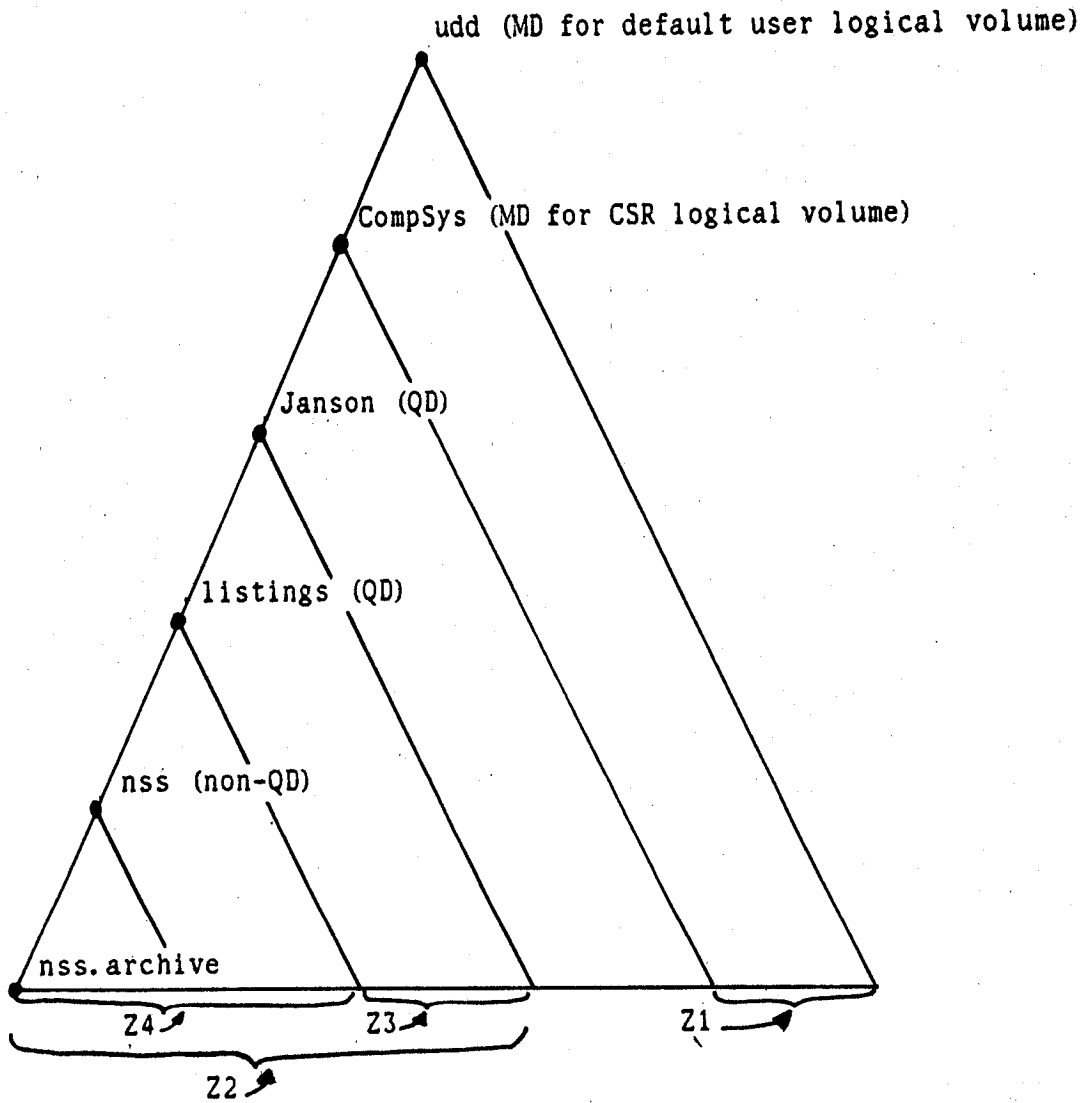 udd (MD for default user logical volume)
CompSys (MD for CSR logical volume)
Janson (QD)
listings (QD)
nss (non-QD)
nss.archive
Z4
Z3
Z1
Z2